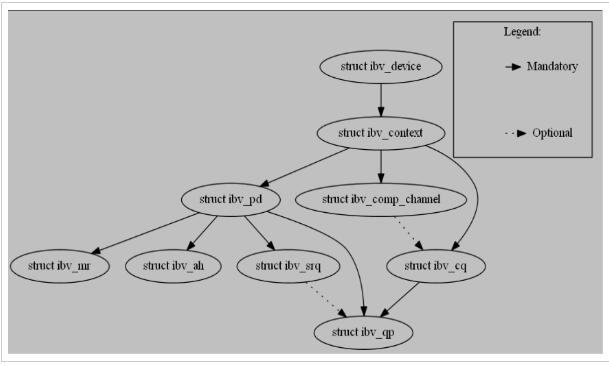 Legend:
struct ibv_device
Mandatory
struct ibv_context
Optional
struct ibv_pd
struct ibv_comp_channel
struct ibv_mr
struct ibv_ah
struct ibv_srq
struct ibv_cq
struct ibv_qp